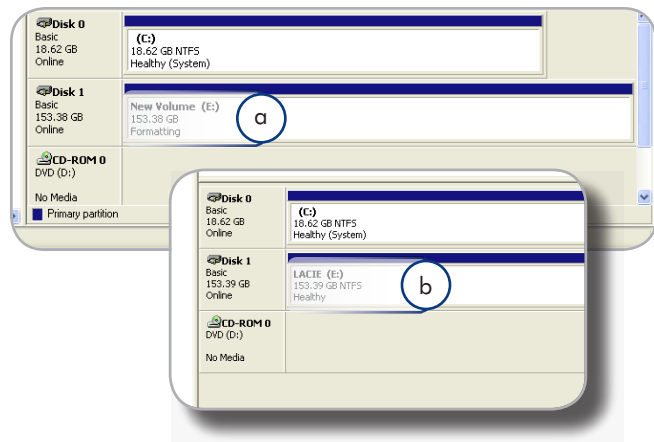 Disk 0
Basic
18.62 GB
Online
(C:)
18.62 GB NTFS
Healthy (System)
Disk 1
Basic
153.38 GB
Online
New Volume (E:)
153.38 GB
Formatting
a
CD-ROM 0
DVD (D:)
No Media
Primary partition
Disk 0
Basic
18.62 GB
Online
(C:)
18.62 GB NTFS
Healthy (System)
Disk 1
Basic
153.39 GB
Online
LACIE (E:)
153.39 GB NTFS
Healthy
b
CD-ROM 0
DVD (D:)
No Media